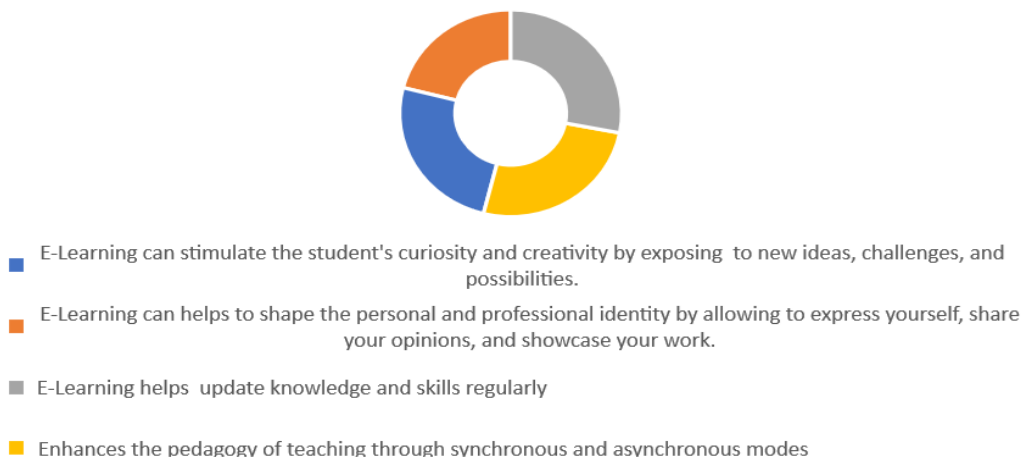 E-Learning can stimulate the student's curiosity and creativity by exposing  to new ideas, challenges, and
possibilities.
E-Learning can helps to shape the personal and professional identity by allowing to express yourself, share
your opinions, and showcase your work.
E-Learning helps  update knowledge and skills regularly
Enhances the pedagogy of teaching through synchronous and asynchronous modes